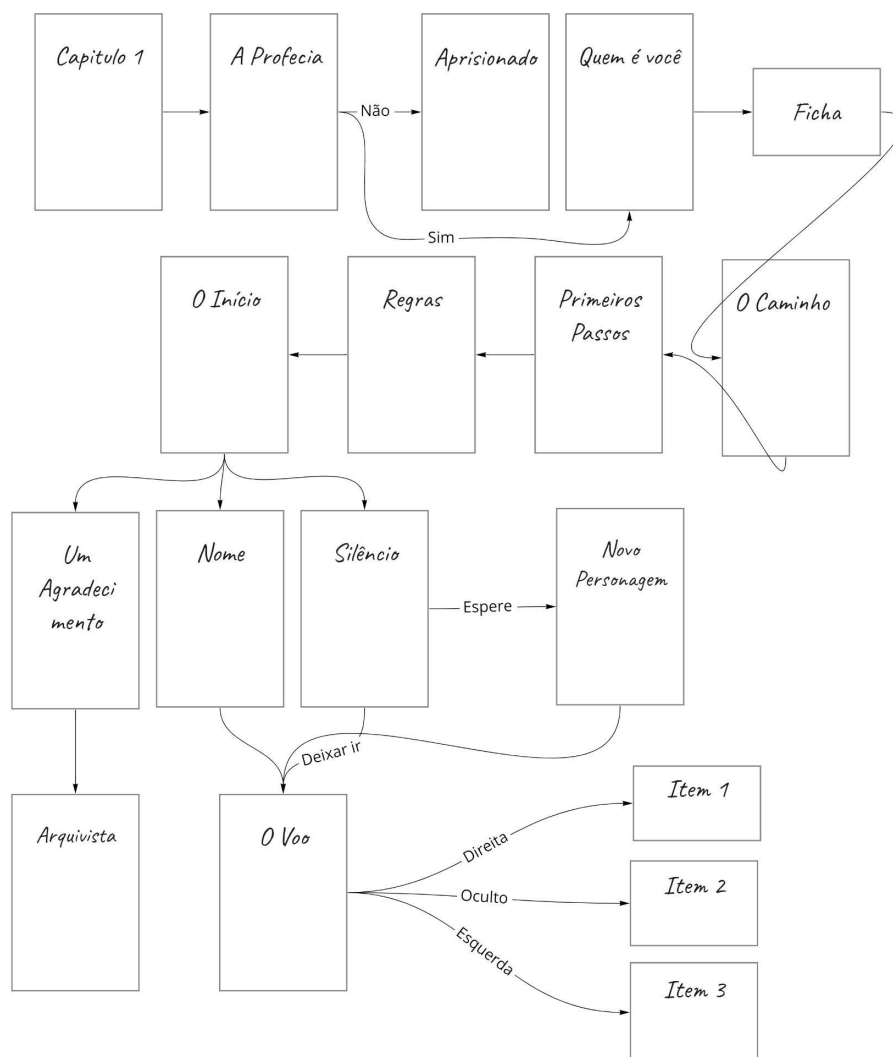 Capitulo 1
A Profecia
Aprisionado
Quem é você
Ficha
Não
Sim
O Início
Regras
Primeiros
Passos
O Caminho
Um
Agradeci
mento
Nome
Silêncio
Espere
Novo
Personagem
Deixar ir
Arquivista
O Voo
Direita
Oculto
Esquerda
Item 1
Item 2
Item 3